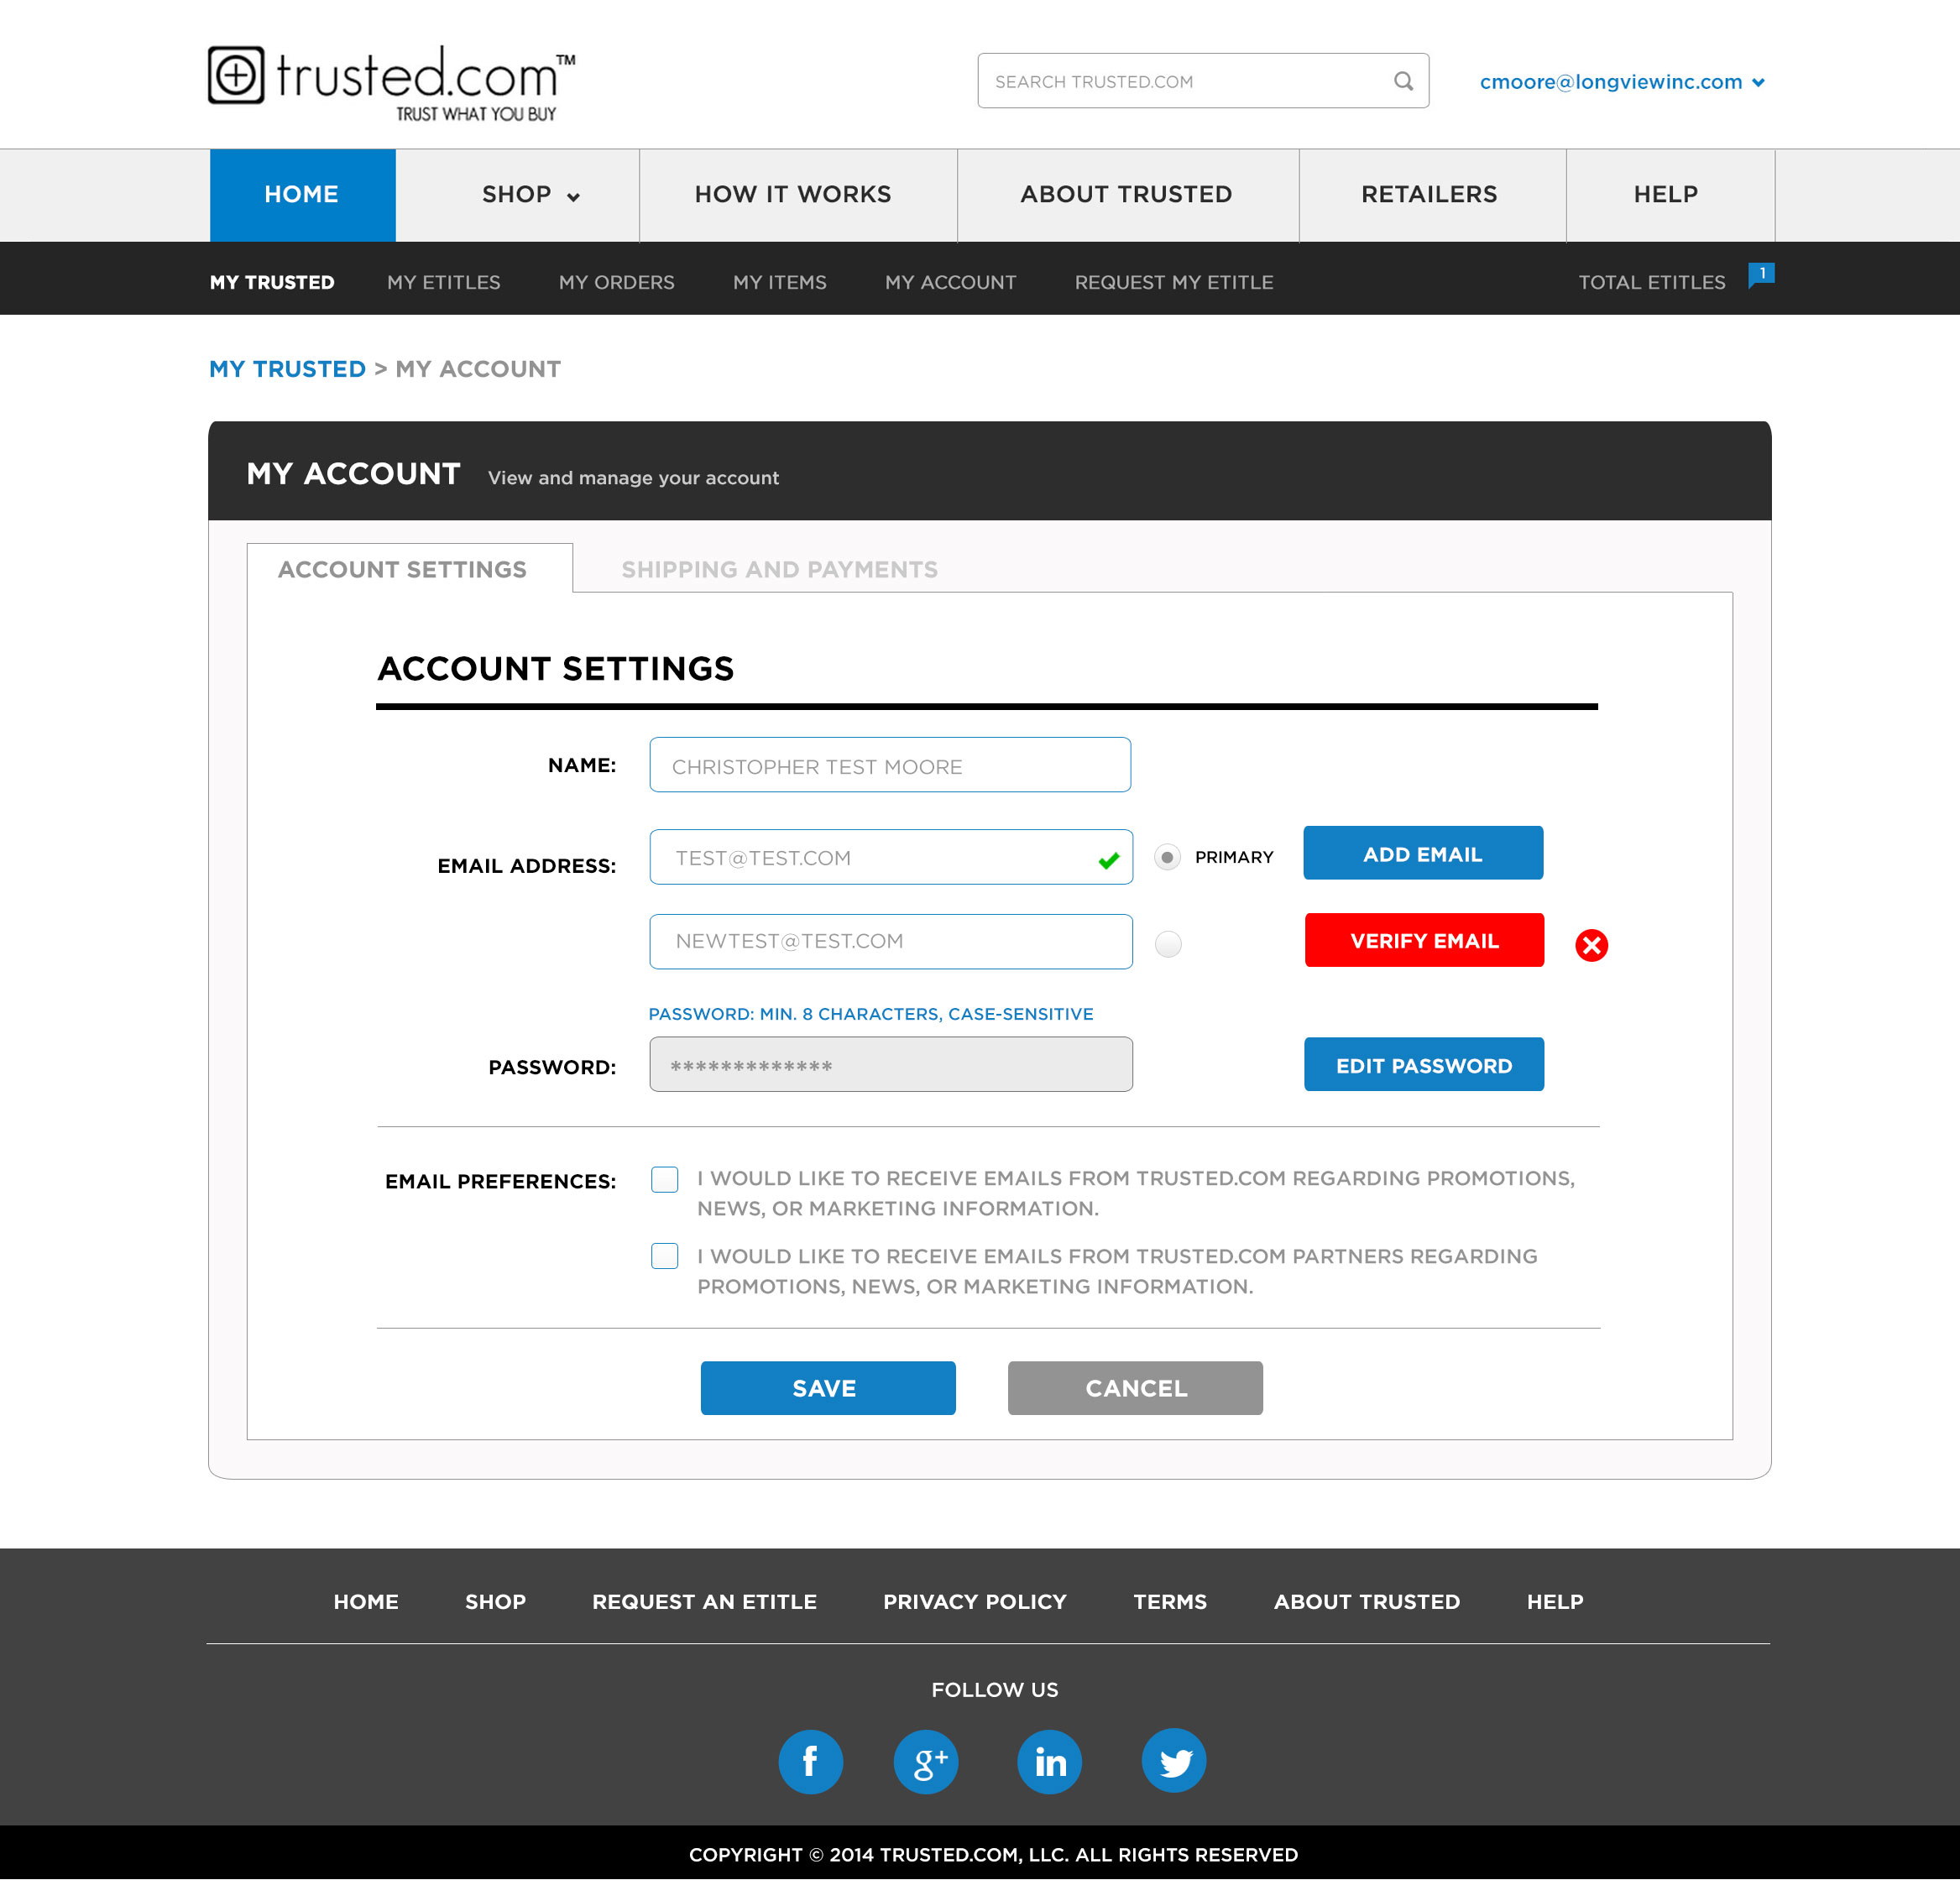 trusted.com™
TRUST WHAT YOU BUY
SEARCH TRUSTED.COM
cmoore@longviewinc.com
HOME
SHOP
HOW IT WORKS
ABOUT TRUSTED
RETAILERS
HELP
MY TRUSTED
MY ETITLES
MY ORDERS
MY ITEMS
MY ACCOUNT
REQUEST MY ETITLE
TOTAL ETITLES
1
MY TRUSTED > MY ACCOUNT
MY ACCOUNT
View and manage your account
ACCOUNT SETTINGS
SHIPPING AND PAYMENTS
ACCOUNT SETTINGS
NAME:
CHRISTOPHER TEST MOORE
EMAIL ADDRESS:
TEST@TEST.COM
PRIMARY
ADD EMAIL
NEWTEST@TEST.COM
VERIFY EMAIL
PASSWORD: MIN. 8 CHARACTERS, CASE-SENSITIVE
PASSWORD:
*************
EDIT PASSWORD
EMAIL PREFERENCES:
I WOULD LIKE TO RECEIVE EMAILS FROM TRUSTED.COM REGARDING PROMOTIONS,
NEWS, OR MARKETING INFORMATION.
I WOULD LIKE TO RECEIVE EMAILS FROM TRUSTED.COM PARTNERS REGARDING
PROMOTIONS, NEWS, OR MARKETING INFORMATION.
SAVE
CANCEL
HOME
SHOP
REQUEST AN ETITLE
PRIVACY POLICY
TERMS
ABOUT TRUSTED
HELP
FOLLOW US
f
g+
in
COPYRIGHT © 2014 TRUSTED.COM, LLC. ALL RIGHTS RESERVED